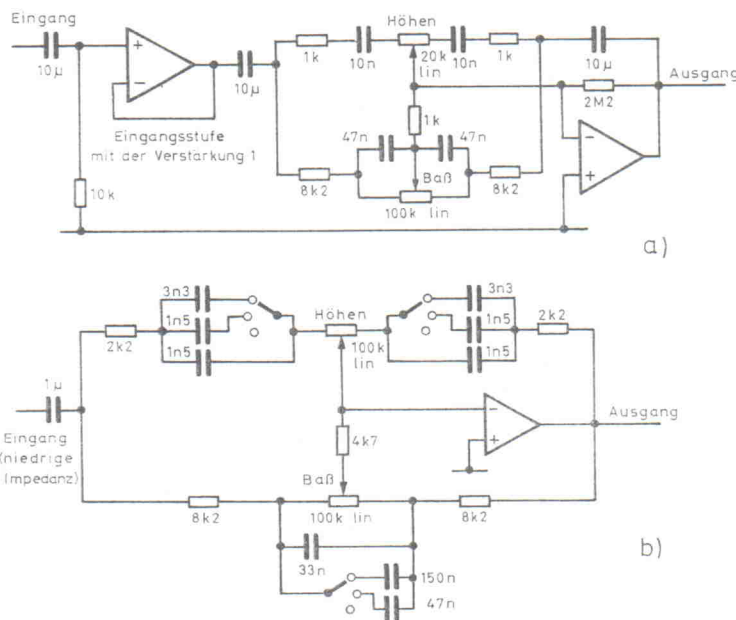 Eingang
10µ
10k
+
−
Eingangsstufe
mit der Verstärkung 1
10µ
1k
10n
Höhen
20k
lin
10n
1k
10µ
2M2
Ausgang
1k
47n
47n
8k2
Baß
100k lin
8k2
−
+
a)
3n3
1n5
1n5
2k2
Höhen
100k
lin
3n3
1n5
1n5
2k2
1µ
Eingang
(niedrige
Impedanz)
4k7
−
+
Ausgang
Baß
8k2
100k lin
8k2
33n
150n
47n
b)